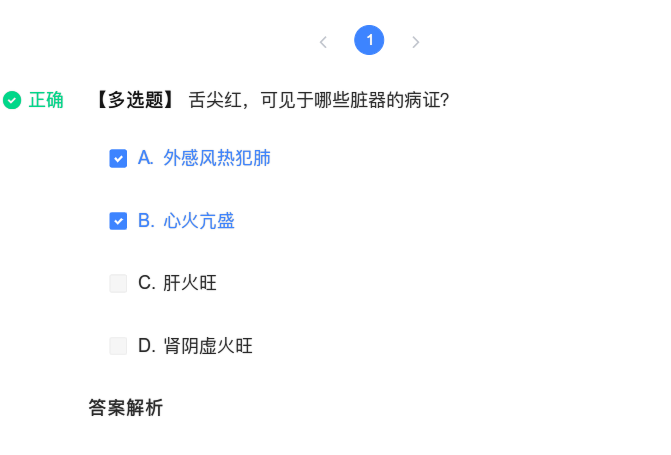 1
正确 【多选题】 舌尖红，可见于哪些脏器的病证?
A. 外感风热犯肺
B. 心火亢盛
C. 肝火旺
D. 肾阴虚火旺
答案解析